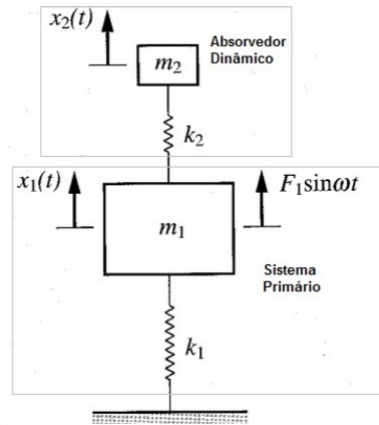 x₂(t)
Absorvedor
Dinâmico
m₂
k₂
x₁(t)
F₁sinωt
m₁
Sistema
Primário
k₁